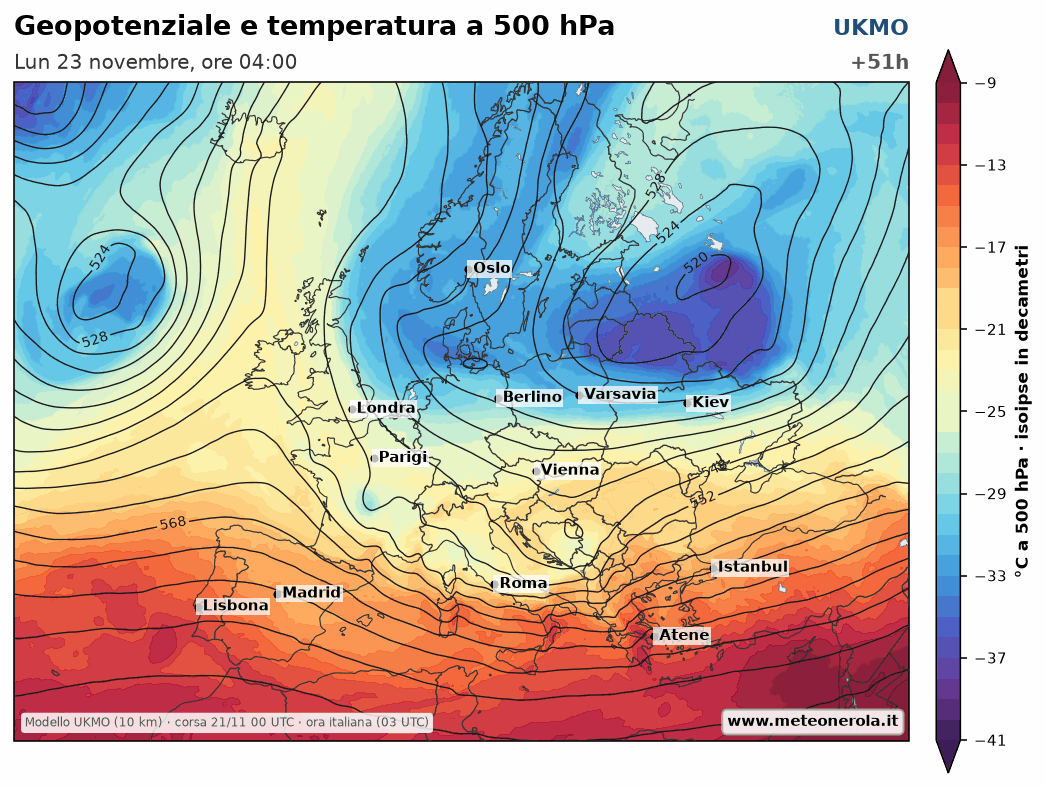 Geopotenziale e temperatura a 500 hPa
UKMO
Lun 23 novembre, ore 04:00
+51h
−9
−13
−17
−21
−25
−29
−33
−37
−41
°C a 500 hPa · isoipse in decametri
528
524
520
524
528
552
568
Oslo
Londra
Berlino
Varsavia
Kiev
Parigi
Vienna
Roma
Istanbul
Madrid
Lisbona
Atene
Modello UKMO (10 km) · corsa 21/11 00 UTC · ora italiana (03 UTC)
www.meteonerola.it